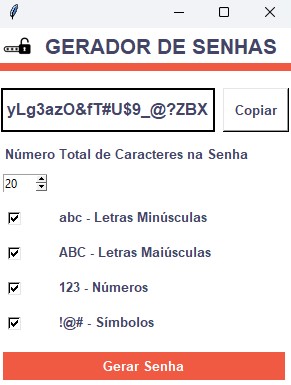 GERADOR DE SENHAS
yLg3azO&fT#U$9_@?ZBX
Copiar
Número Total de Caracteres na Senha
20
abc - Letras Minúsculas
ABC - Letras Maiúsculas
123 - Números
!@# - Símbolos
Gerar Senha